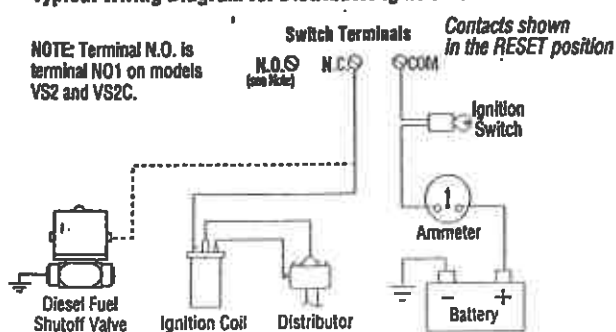 Switch Terminals
Contacts shown
in the RESET position
NOTE: Terminal N.O. is
terminal NO1 on models
VS2 and VS2C.
N.O.
(see Note)
N.C.
COM
Ignition
Switch
Ammeter
Diesel Fuel
Shutoff Valve
Ignition Coil
Distributor
- +
Battery